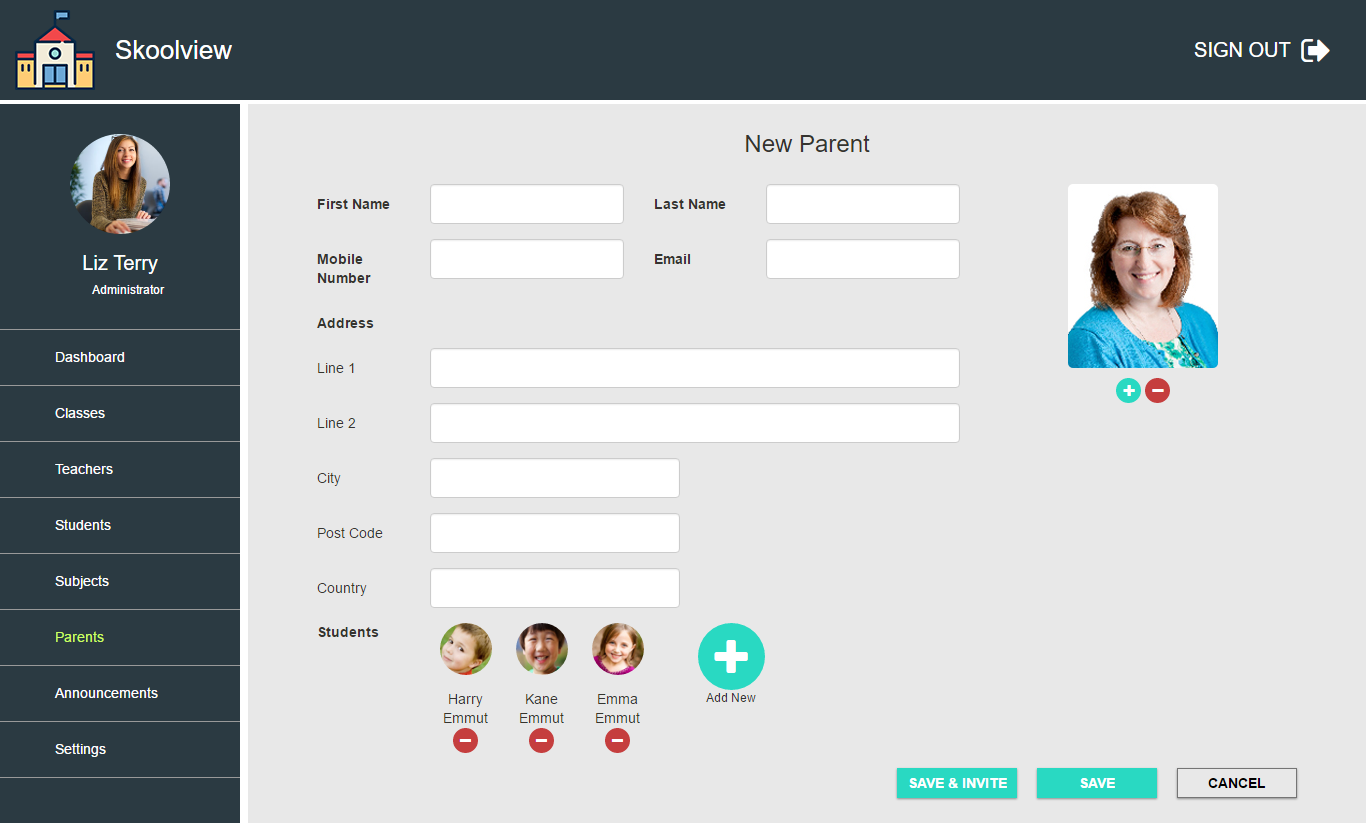 Skoolview
SIGN OUT
Liz Terry
Administrator
Dashboard
Classes
Teachers
Students
Subjects
Parents
Announcements
Settings
New Parent
First Name
Last Name
Mobile
Number
Email
Address
Line 1
Line 2
City
Post Code
Country
Students
Harry
Emmut
Kane
Emmut
Emma
Emmut
Add New
SAVE & INVITE
SAVE
CANCEL